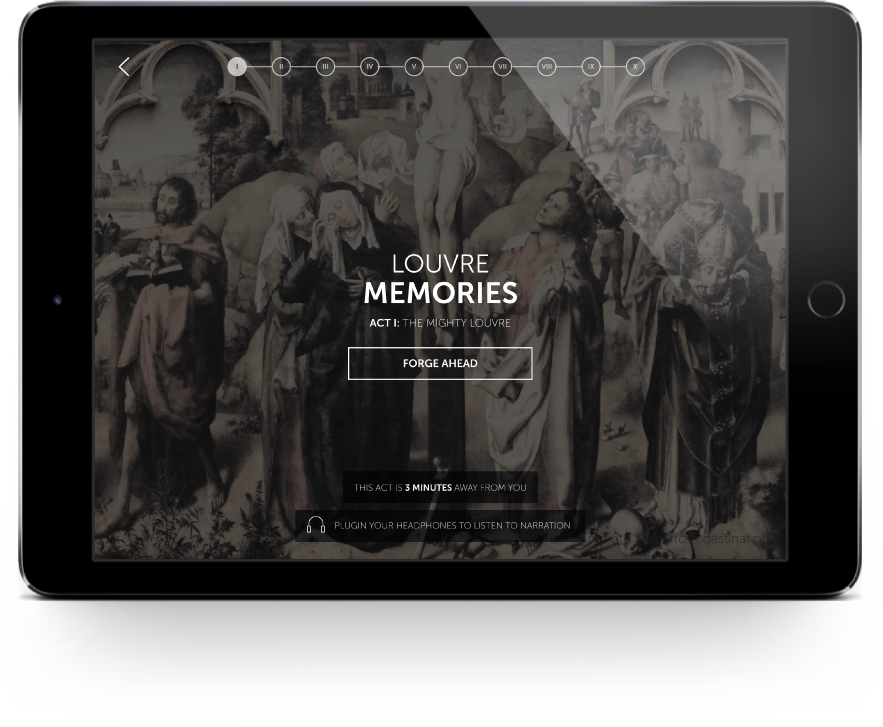 I II III IV V VI VII VIII IX X
LOUVRE
MEMORIES
ACT I: THE MIGHTY LOUVRE
FORGE AHEAD
THIS ACT IS 3 MINUTES AWAY FROM YOU
PLUGIN YOUR HEADPHONES TO LISTEN TO NARRATION